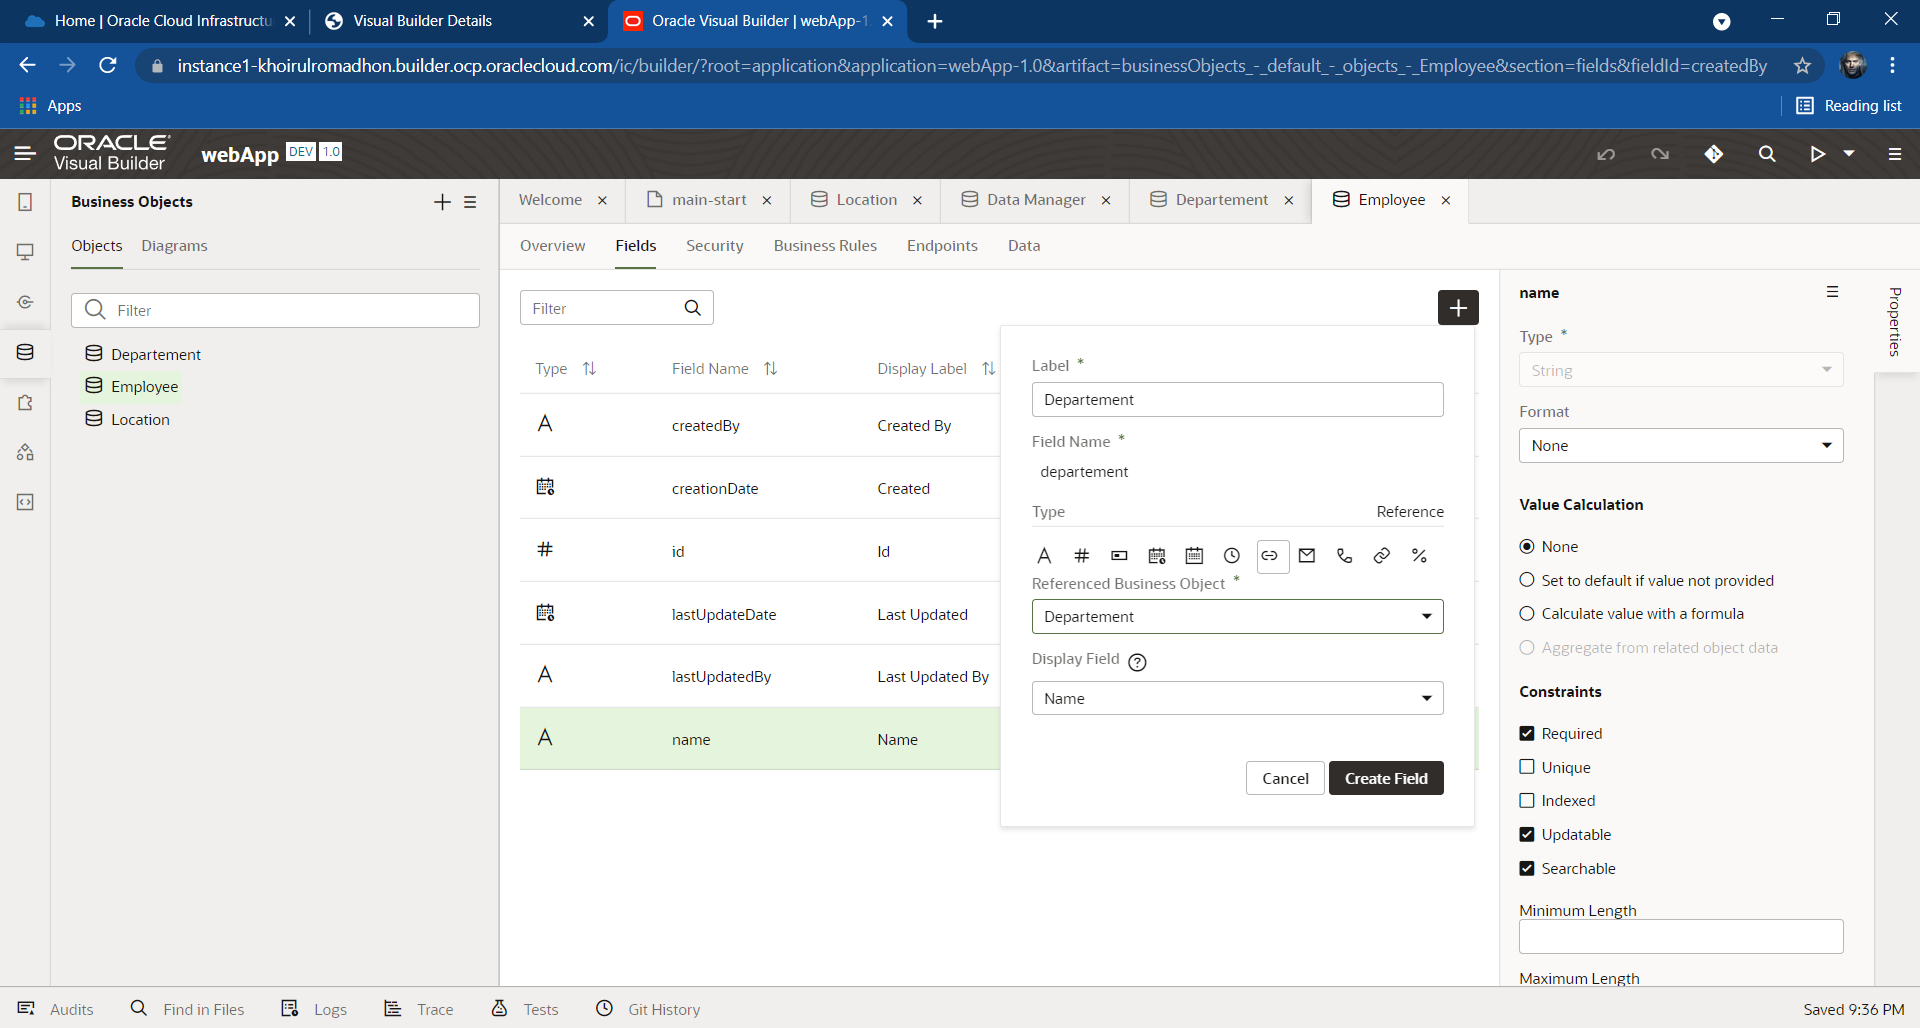 Home | Oracle Cloud Infrastructu
Visual Builder Details
Oracle Visual Builder | webApp-1
instance1-khoirulromadhon.builder.ocp.oraclecloud.com/ic/builder/?root=application&application=webApp-1.0&artifact=businessObjects_-_default_-_objects_-_Employee&section=fields&fieldId=createdBy
Apps
Reading list
ORACLE
Visual Builder
webApp DEV 1.0
Business Objects
Welcome
main-start
Location
Data Manager
Departement
Employee
Objects
Diagrams
Overview
Fields
Security
Business Rules
Endpoints
Data
Filter
Departement
Employee
Location
Filter
Type
Field Name
Display Label
A createdBy Created By
creationDate Created
# id Id
lastUpdateDate Last Updated
A lastUpdatedBy Last Updated By
A name Name
Label *
Departement
Field Name *
departement
Type
Reference
A # %
Referenced Business Object *
Departement
Display Field ?
Name
Cancel
Create Field
name
Properties
Type *
String
Format
None
Value Calculation
None
Set to default if value not provided
Calculate value with a formula
Aggregate from related object data
Constraints
Required
Unique
Indexed
Updatable
Searchable
Minimum Length
Maximum Length
Audits
Find in Files
Logs
Trace
Tests
Git History
Saved 9:36 PM